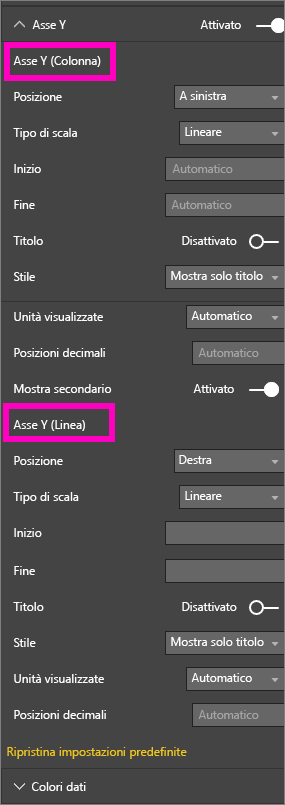 Asse Y Attivato
Asse Y (Colonna)
Posizione A sinistra
Tipo di scala Lineare
Inizio Automatico
Fine Automatico
Titolo Disattivato
Stile Mostra solo titolo
Unità visualizzate Automatico
Posizioni decimali Automatico
Mostra secondario Attivato
Asse Y (Linea)
Posizione Destra
Tipo di scala Lineare
Inizio
Fine
Titolo Disattivato
Stile Mostra solo titolo
Unità visualizzate Automatico
Posizioni decimali Automatico
Ripristina impostazioni predefinite
Colori dati